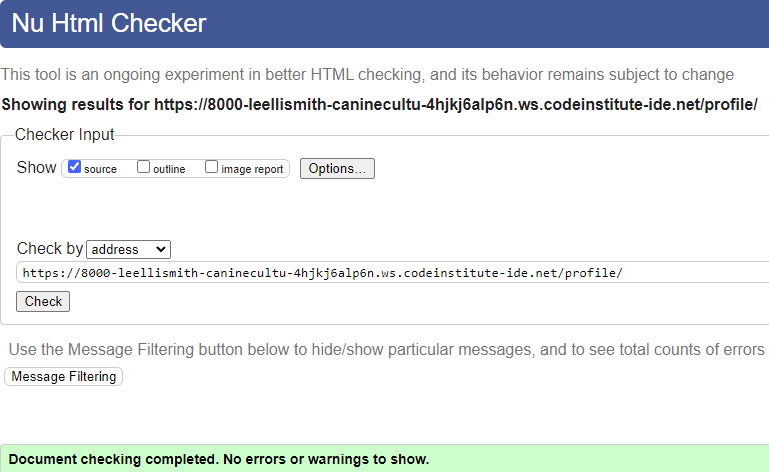 Nu Html Checker
This tool is an ongoing experiment in better HTML checking, and its behavior remains subject to change
Showing results for https://8000-leellismith-caninecultu-4hjkj6alp6n.ws.codeinstitute-ide.net/profile/
Checker Input
Show source outline image report Options...
Check by address
https://8000-leellismith-caninecultu-4hjkj6alp6n.ws.codeinstitute-ide.net/profile/
Check
Use the Message Filtering button below to hide/show particular messages, and to see total counts of errors
Message Filtering
Document checking completed. No errors or warnings to show.